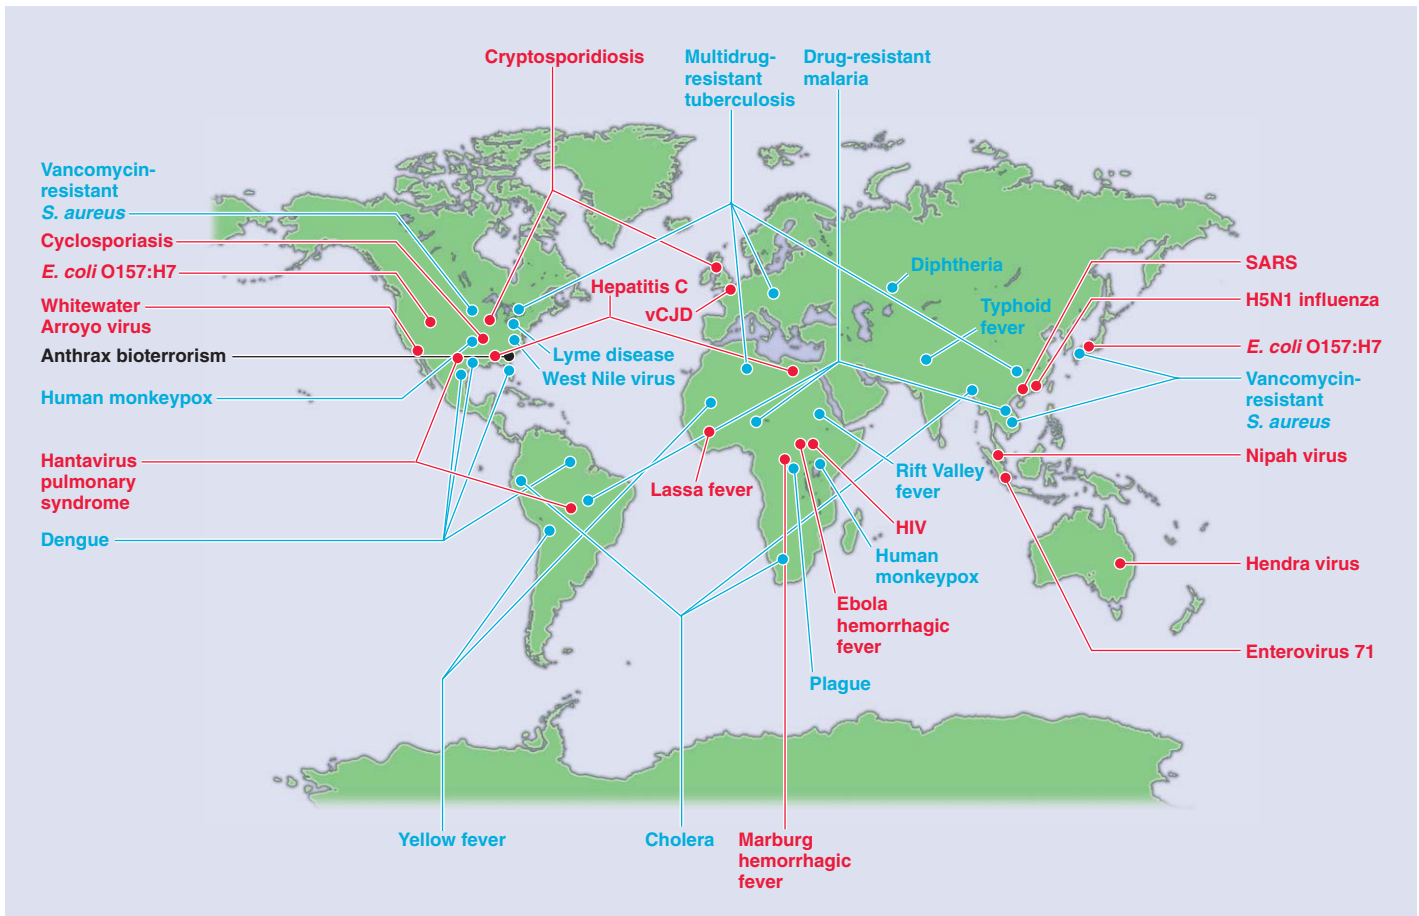 Cryptosporidiosis
Multidrug-
resistant
tuberculosis
Drug-resistant
malaria
Vancomycin-
resistant
S. aureus
Cyclosporiasis
E. coli O157:H7
Whitewater
Arroyo virus
Anthrax bioterrorism
Human monkeypox
Hantavirus
pulmonary
syndrome
Dengue
Hepatitis C
vCJD
Lyme disease
West Nile virus
Diphtheria
Typhoid
fever
SARS
H5N1 influenza
E. coli O157:H7
Vancomycin-
resistant
S. aureus
Nipah virus
Hendra virus
Enterovirus 71
Lassa fever
Rift Valley
fever
HIV
Human
monkeypox
Ebola
hemorrhagic
fever
Plague
Yellow fever
Cholera
Marburg
hemorrhagic
fever